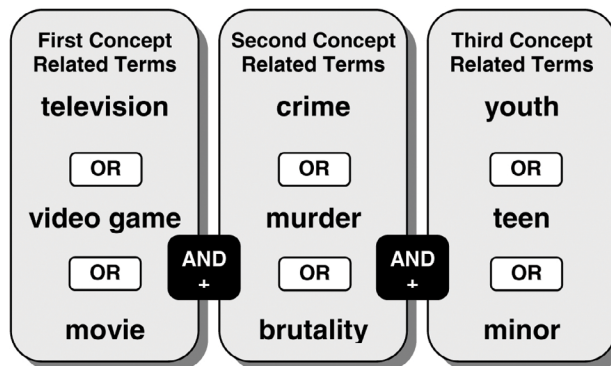 First Concept
Related Terms
television
OR
video game
OR
movie
AND
+
Second Concept
Related Terms
crime
OR
murder
OR
brutality
AND
+
Third Concept
Related Terms
youth
OR
teen
OR
minor